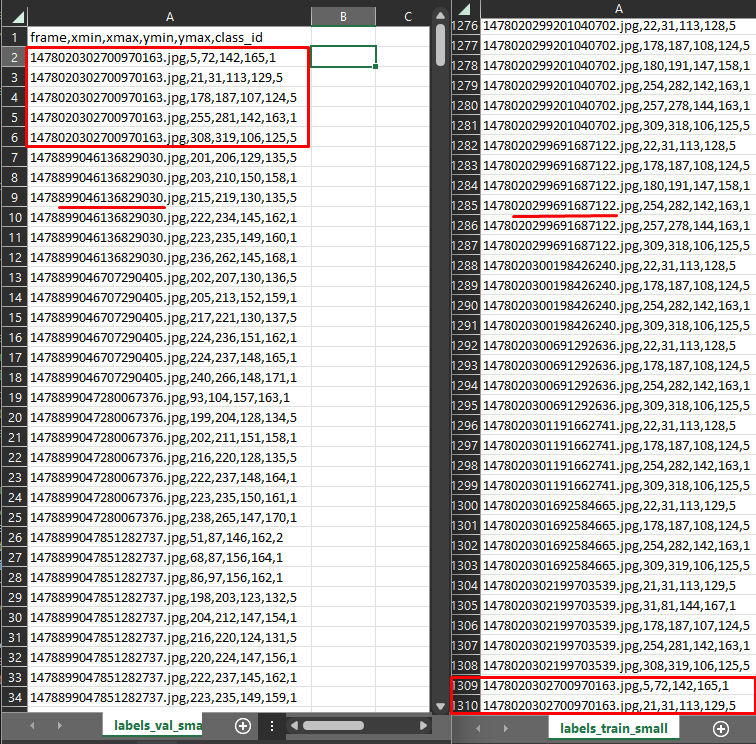 A B C
1 frame,xmin,xmax,ymin,ymax,class_id
2 1478020302700970163.jpg,5,72,142,165,1
3 1478020302700970163.jpg,21,31,113,129,5
4 1478020302700970163.jpg,178,187,107,124,5
5 1478020302700970163.jpg,255,281,142,163,1
6 1478020302700970163.jpg,308,319,106,125,5
7 1478899046136829030.jpg,201,206,129,135,5
8 1478899046136829030.jpg,203,210,150,158,1
9 1478899046136829030.jpg,215,219,130,135,5
10 1478899046136829030.jpg,222,234,145,162,1
11 1478899046136829030.jpg,223,235,149,160,1
12 1478899046136829030.jpg,236,262,145,168,1
13 1478899046707290405.jpg,202,207,130,136,5
14 1478899046707290405.jpg,205,213,152,159,1
15 1478899046707290405.jpg,217,221,130,137,5
16 1478899046707290405.jpg,224,236,151,162,1
17 1478899046707290405.jpg,224,237,148,165,1
18 1478899046707290405.jpg,240,266,148,171,1
19 1478899047280067376.jpg,93,104,157,163,1
20 1478899047280067376.jpg,199,204,128,134,5
21 1478899047280067376.jpg,202,211,151,158,1
22 1478899047280067376.jpg,216,220,128,135,5
23 1478899047280067376.jpg,222,237,148,164,1
24 1478899047280067376.jpg,223,235,150,161,1
25 1478899047280067376.jpg,238,265,147,170,1
26 1478899047851282737.jpg,51,87,146,162,2
27 1478899047851282737.jpg,68,87,156,164,1
28 1478899047851282737.jpg,86,97,156,162,1
29 1478899047851282737.jpg,198,203,123,132,5
30 1478899047851282737.jpg,204,212,147,154,1
31 1478899047851282737.jpg,216,220,124,131,5
32 1478899047851282737.jpg,220,224,147,156,1
33 1478899047851282737.jpg,222,237,145,162,1
34 1478899047851282737.jpg,223,235,149,159,1
labels_val_sma
A
1276 1478020299201040702.jpg,22,31,113,128,5
1277 1478020299201040702.jpg,178,187,108,124,5
1278 1478020299201040702.jpg,180,191,147,158,1
1279 1478020299201040702.jpg,254,282,142,163,1
1280 1478020299201040702.jpg,257,278,144,163,1
1281 1478020299201040702.jpg,309,318,106,125,5
1282 1478020299691687122.jpg,22,31,113,128,5
1283 1478020299691687122.jpg,178,187,108,124,5
1284 1478020299691687122.jpg,180,191,147,158,1
1285 1478020299691687122.jpg,254,282,142,163,1
1286 1478020299691687122.jpg,257,278,144,163,1
1287 1478020299691687122.jpg,309,318,106,125,5
1288 1478020300198426240.jpg,22,31,113,128,5
1289 1478020300198426240.jpg,178,187,108,124,5
1290 1478020300198426240.jpg,254,282,142,163,1
1291 1478020300198426240.jpg,309,318,106,125,5
1292 1478020300691292636.jpg,22,31,113,128,5
1293 1478020300691292636.jpg,178,187,108,124,5
1294 1478020300691292636.jpg,254,282,142,163,1
1295 1478020300691292636.jpg,309,318,106,125,5
1296 1478020301191662741.jpg,22,31,113,128,5
1297 1478020301191662741.jpg,178,187,108,124,5
1298 1478020301191662741.jpg,254,282,142,163,1
1299 1478020301191662741.jpg,309,318,106,125,5
1300 1478020301692584665.jpg,22,31,113,129,5
1301 1478020301692584665.jpg,178,187,108,124,5
1302 1478020301692584665.jpg,254,282,142,163,1
1303 1478020301692584665.jpg,309,319,106,125,5
1304 1478020302199703539.jpg,21,31,113,129,5
1305 1478020302199703539.jpg,31,81,144,167,1
1306 1478020302199703539.jpg,178,187,107,124,5
1307 1478020302199703539.jpg,254,281,142,163,1
1308 1478020302199703539.jpg,308,319,106,125,5
1309 1478020302700970163.jpg,5,72,142,165,1
1310 1478020302700970163.jpg,21,31,113,129,5
labels_train_small